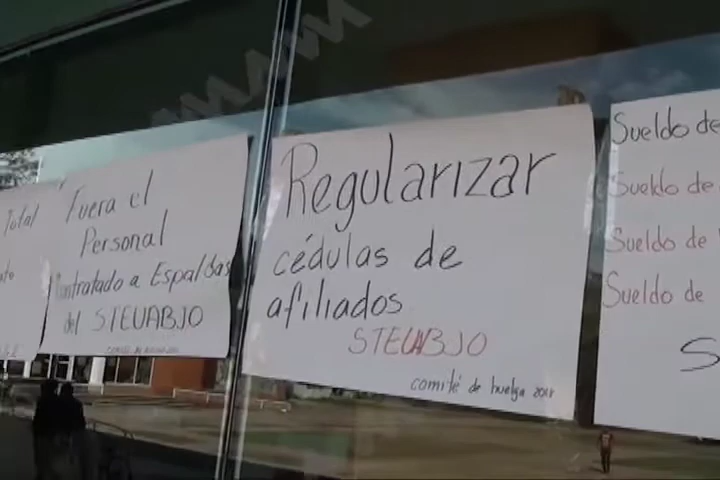 Total
Fuera el
Personal
Contratado a Espaldas
del STEUABJO
Regularizar
cédulas de
afiliados
STEUABJO
comité de huelga
Sueldo de
Sueldo de
Sueldo de
Sueldo de
S